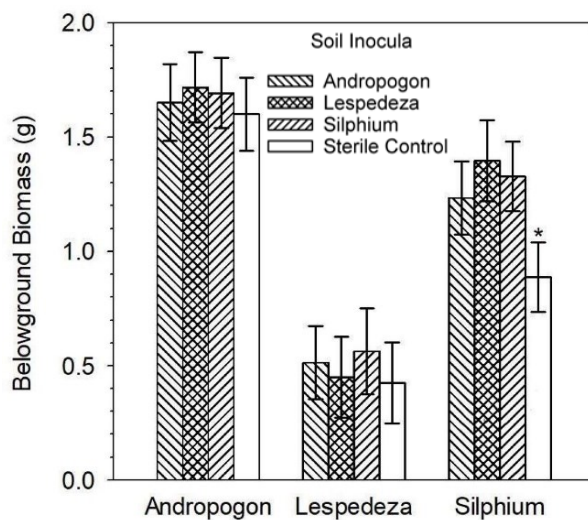 Belowground Biomass (g)
2.0
1.5
1.0
0.5
0.0
Soil Inocula
Andropogon
Lespedeza
Silphium
Sterile Control
*
Andropogon Lespedeza Silphium